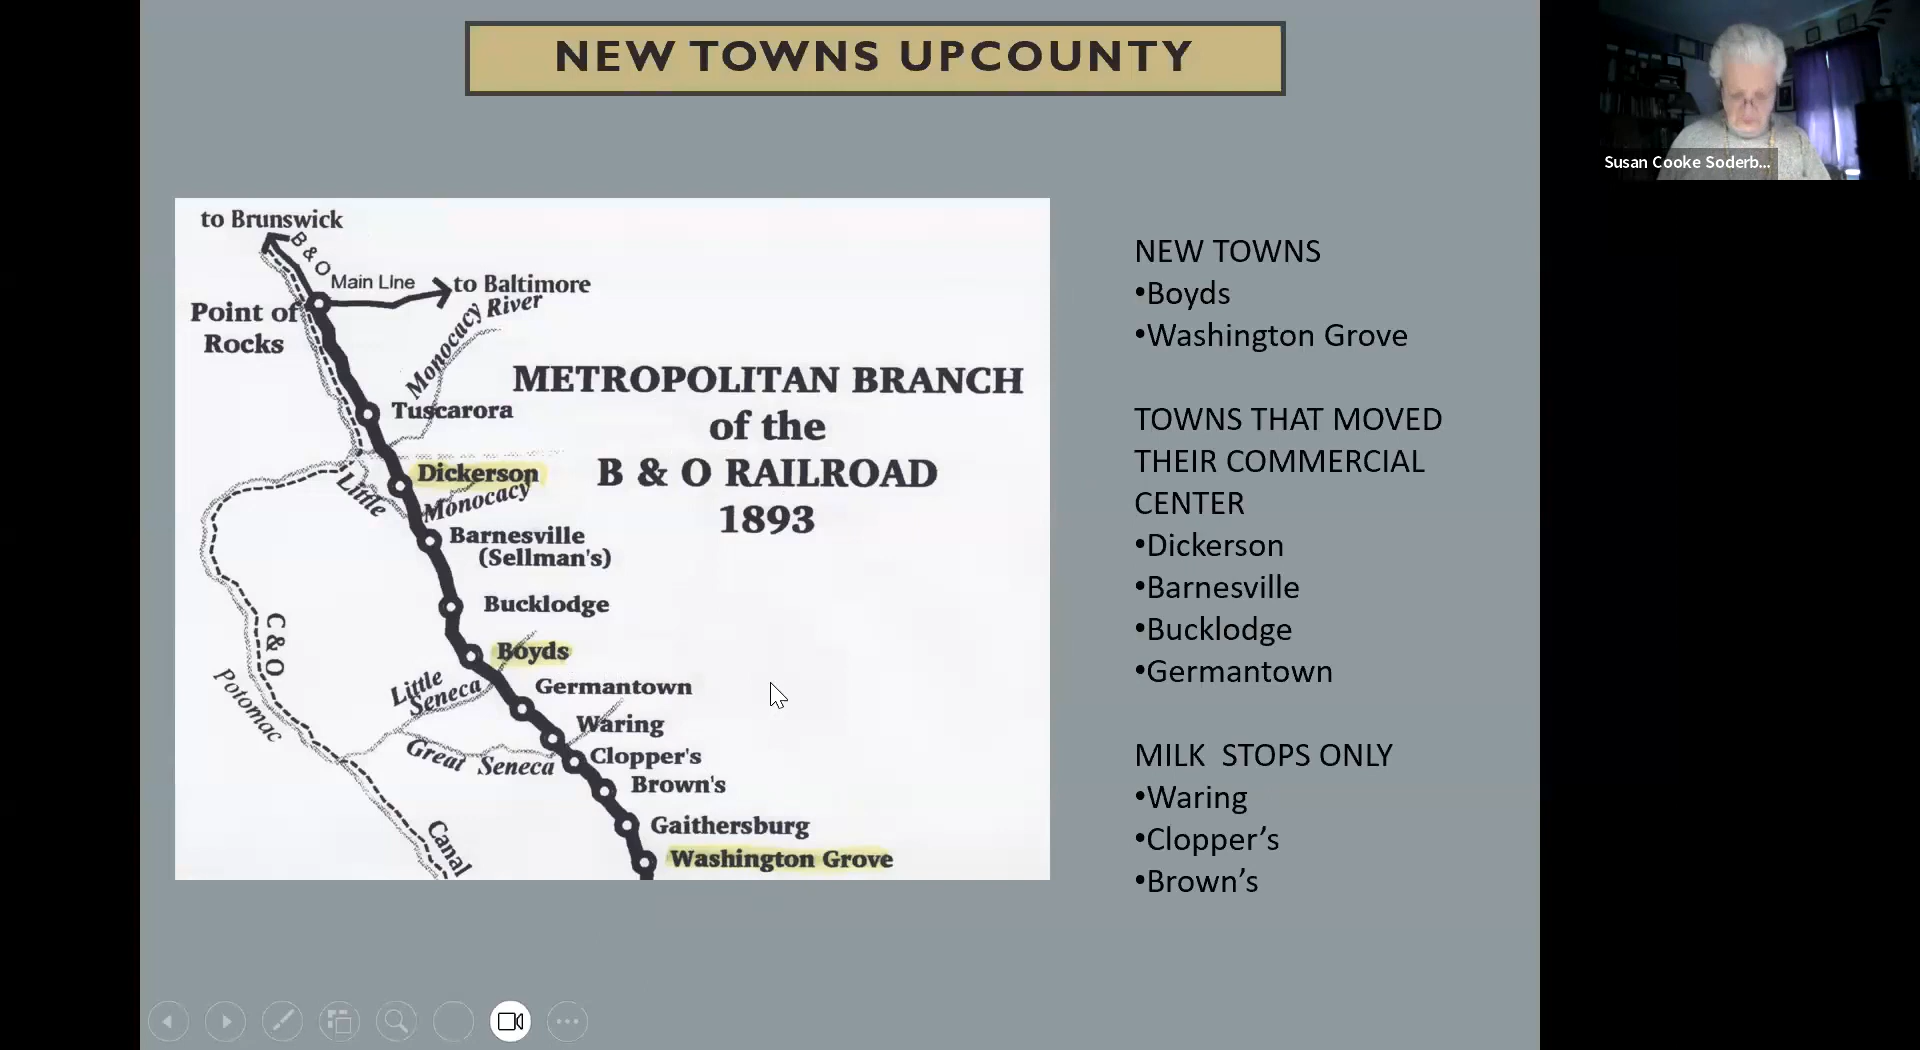 NEW TOWNS UPCOUNTY
Susan Cooke Soderb...
to Brunswick
B & O
Main LIne
to Baltimore
Point of
Rocks
Monocacy River
METROPOLITAN BRANCH
of the
B & O RAILROAD
1893
Tuscarora
Dickerson
Little
Monocacy
Barnesville
(Sellman's)
Bucklodge
Boyds
C & O
Potomac
Little
Seneca
Germantown
Waring
Great Seneca
Clopper's
Brown's
Gaithersburg
Canal
Washington Grove
NEW TOWNS
•Boyds
•Washington Grove
TOWNS THAT MOVED
THEIR COMMERCIAL
CENTER
•Dickerson
•Barnesville
•Bucklodge
•Germantown
MILK  STOPS ONLY
•Waring
•Clopper’s
•Brown’s